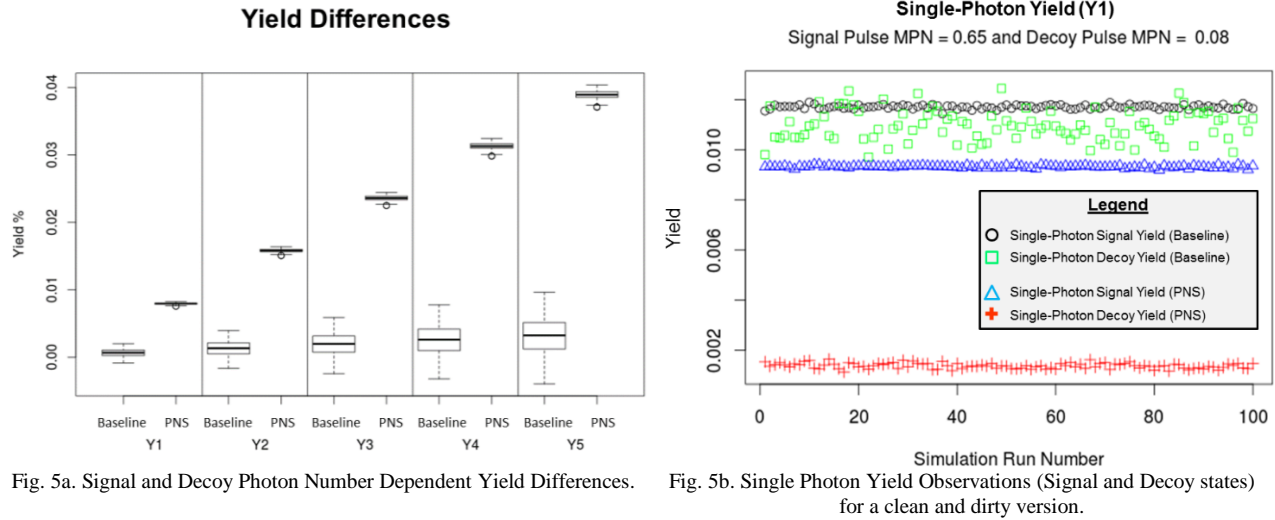 Yield Differences
Yield %
0.04
0.03
0.02
0.01
0.00
Baseline PNS Baseline PNS Baseline PNS Baseline PNS Baseline PNS
Y1 Y2 Y3 Y4 Y5
Fig. 5a. Signal and Decoy Photon Number Dependent Yield Differences.
Single-Photon Yield (Y1)
Signal Pulse MPN = 0.65 and Decoy Pulse MPN = 0.08
Yield
0.010
0.006
0.002
Legend
Single-Photon Signal Yield (Baseline)
Single-Photon Decoy Yield (Baseline)
Single-Photon Signal Yield (PNS)
Single-Photon Decoy Yield (PNS)
0 20 40 60 80 100
Simulation Run Number
Fig. 5b. Single Photon Yield Observations (Signal and Decoy states)
for a clean and dirty version.